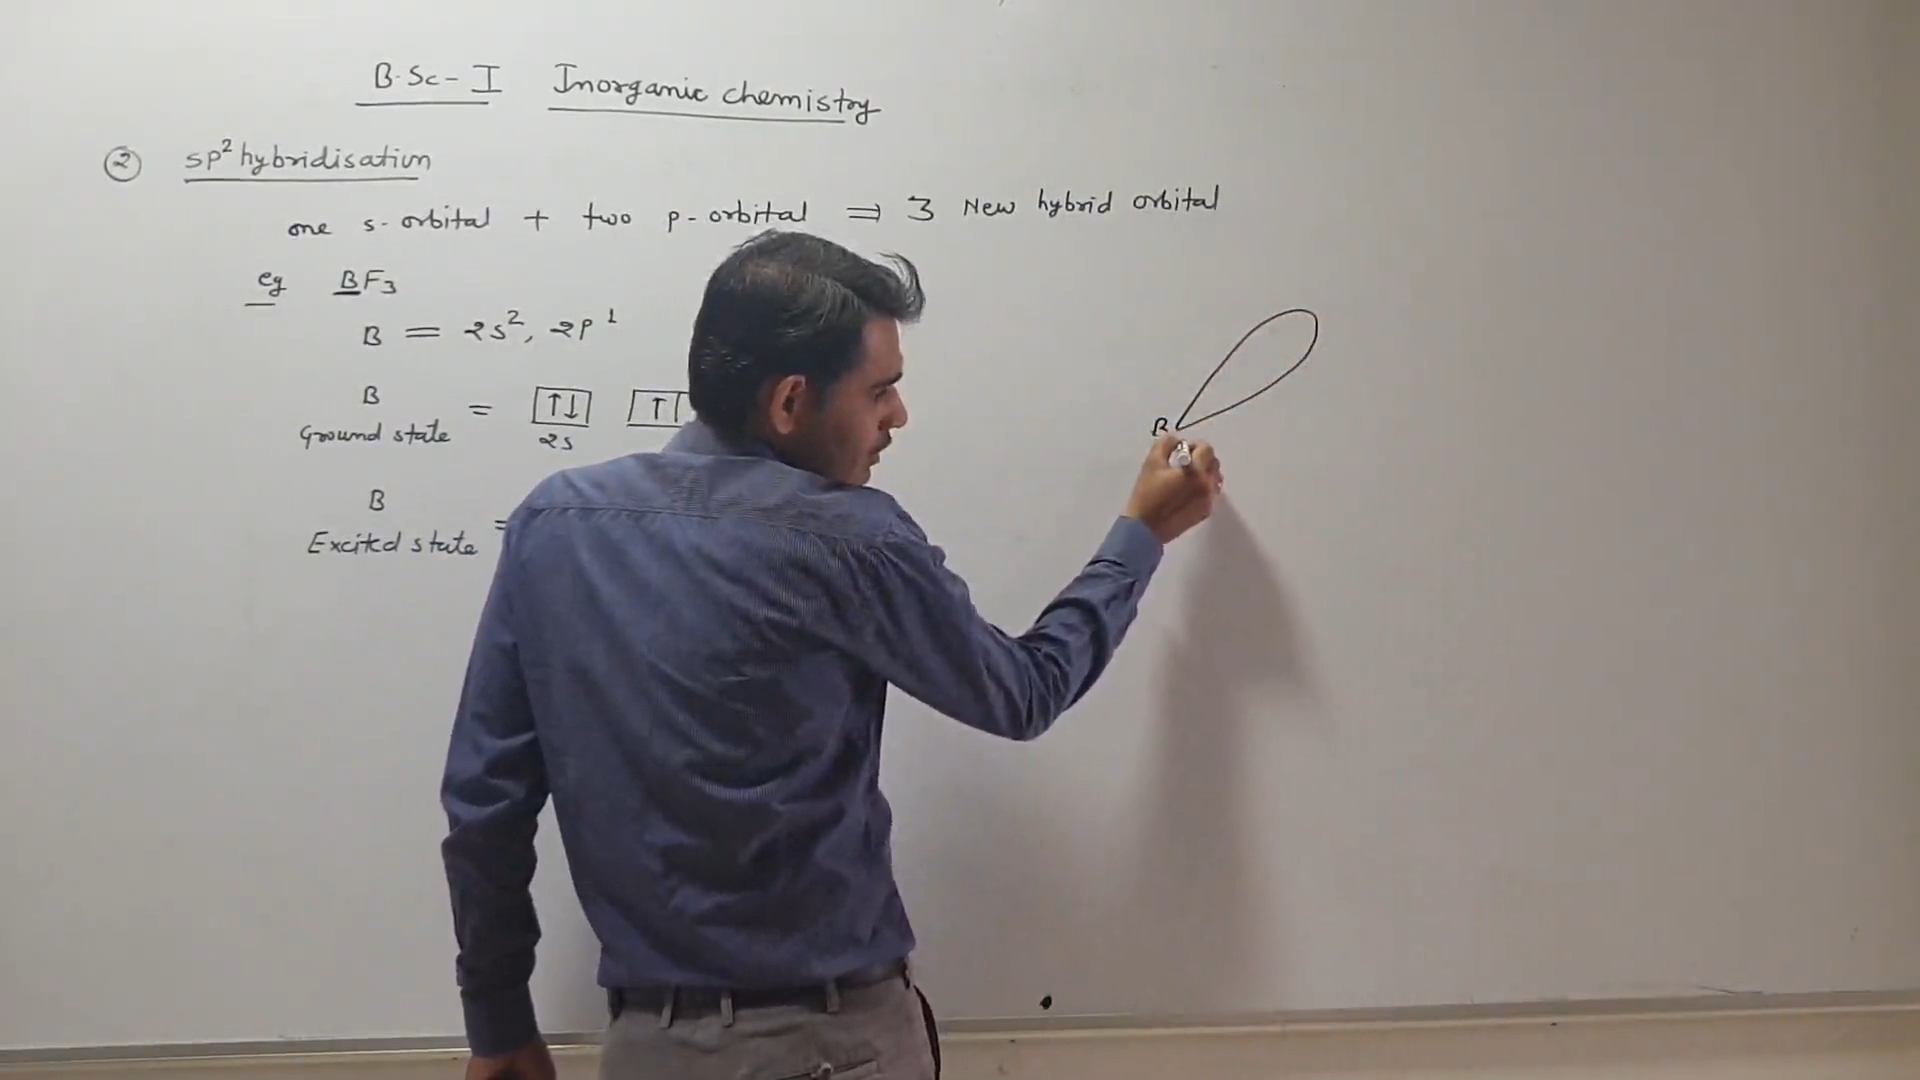 B.Sc-I Inorganic chemistry
② sp² hybridisation
one s-orbital + two p-orbital ⇒ 3 New hybrid orbital
eg BF₃
B = 2s², 2p¹
B
Ground state = ↑↓ ↑
2s
B
Excited state =
B